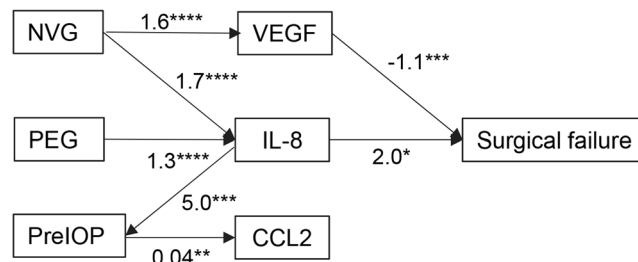 NVG
1.6****
VEGF
-1.1***
1.7****
PEG
1.3****
IL-8
2.0*
Surgical failure
5.0***
PreIOP
0.04**
CCL2